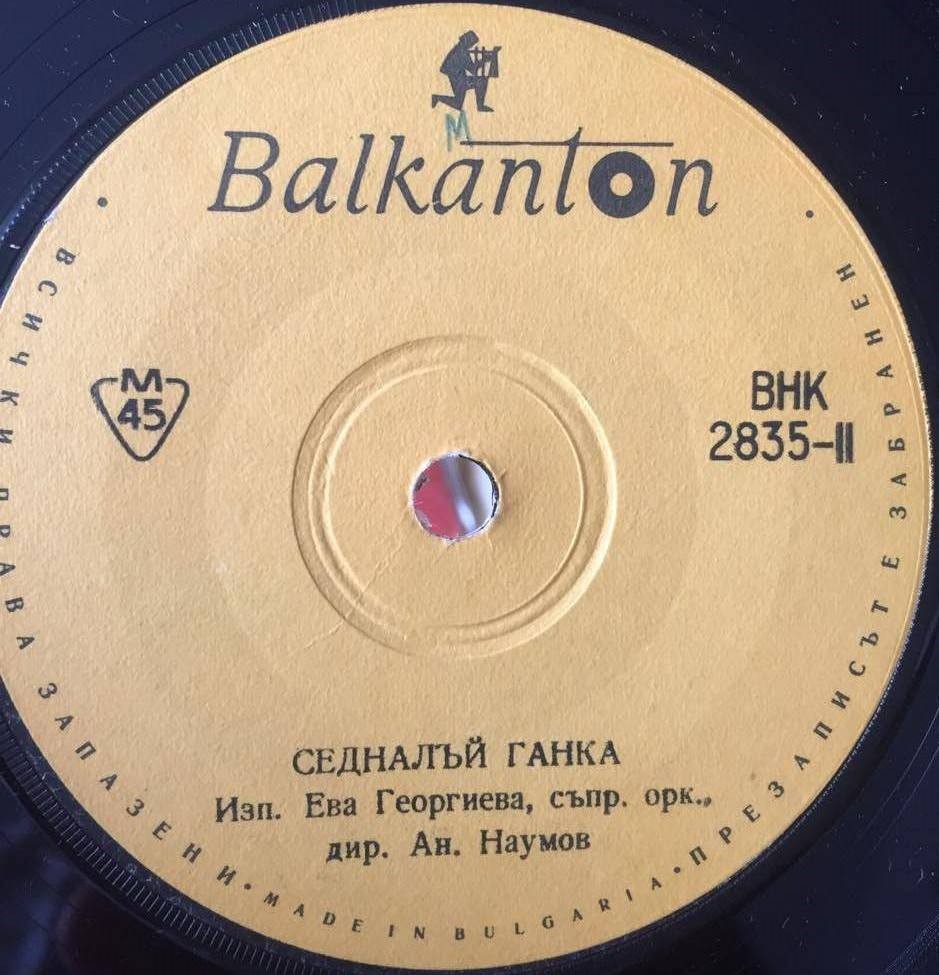 М
Balkanton
М
45
ВНК
2835-II
СЕДНАЛЪЙ ГАНКА
Изп. Ева Георгиева, съпр. орк.,
дир. Ан. Наумов
ВСИЧКИ ПРАВА ЗАПАЗЕНИ • MADE IN BULGARIA • ПРЕЗАПИСЪТ Е ЗАБРАНЕН